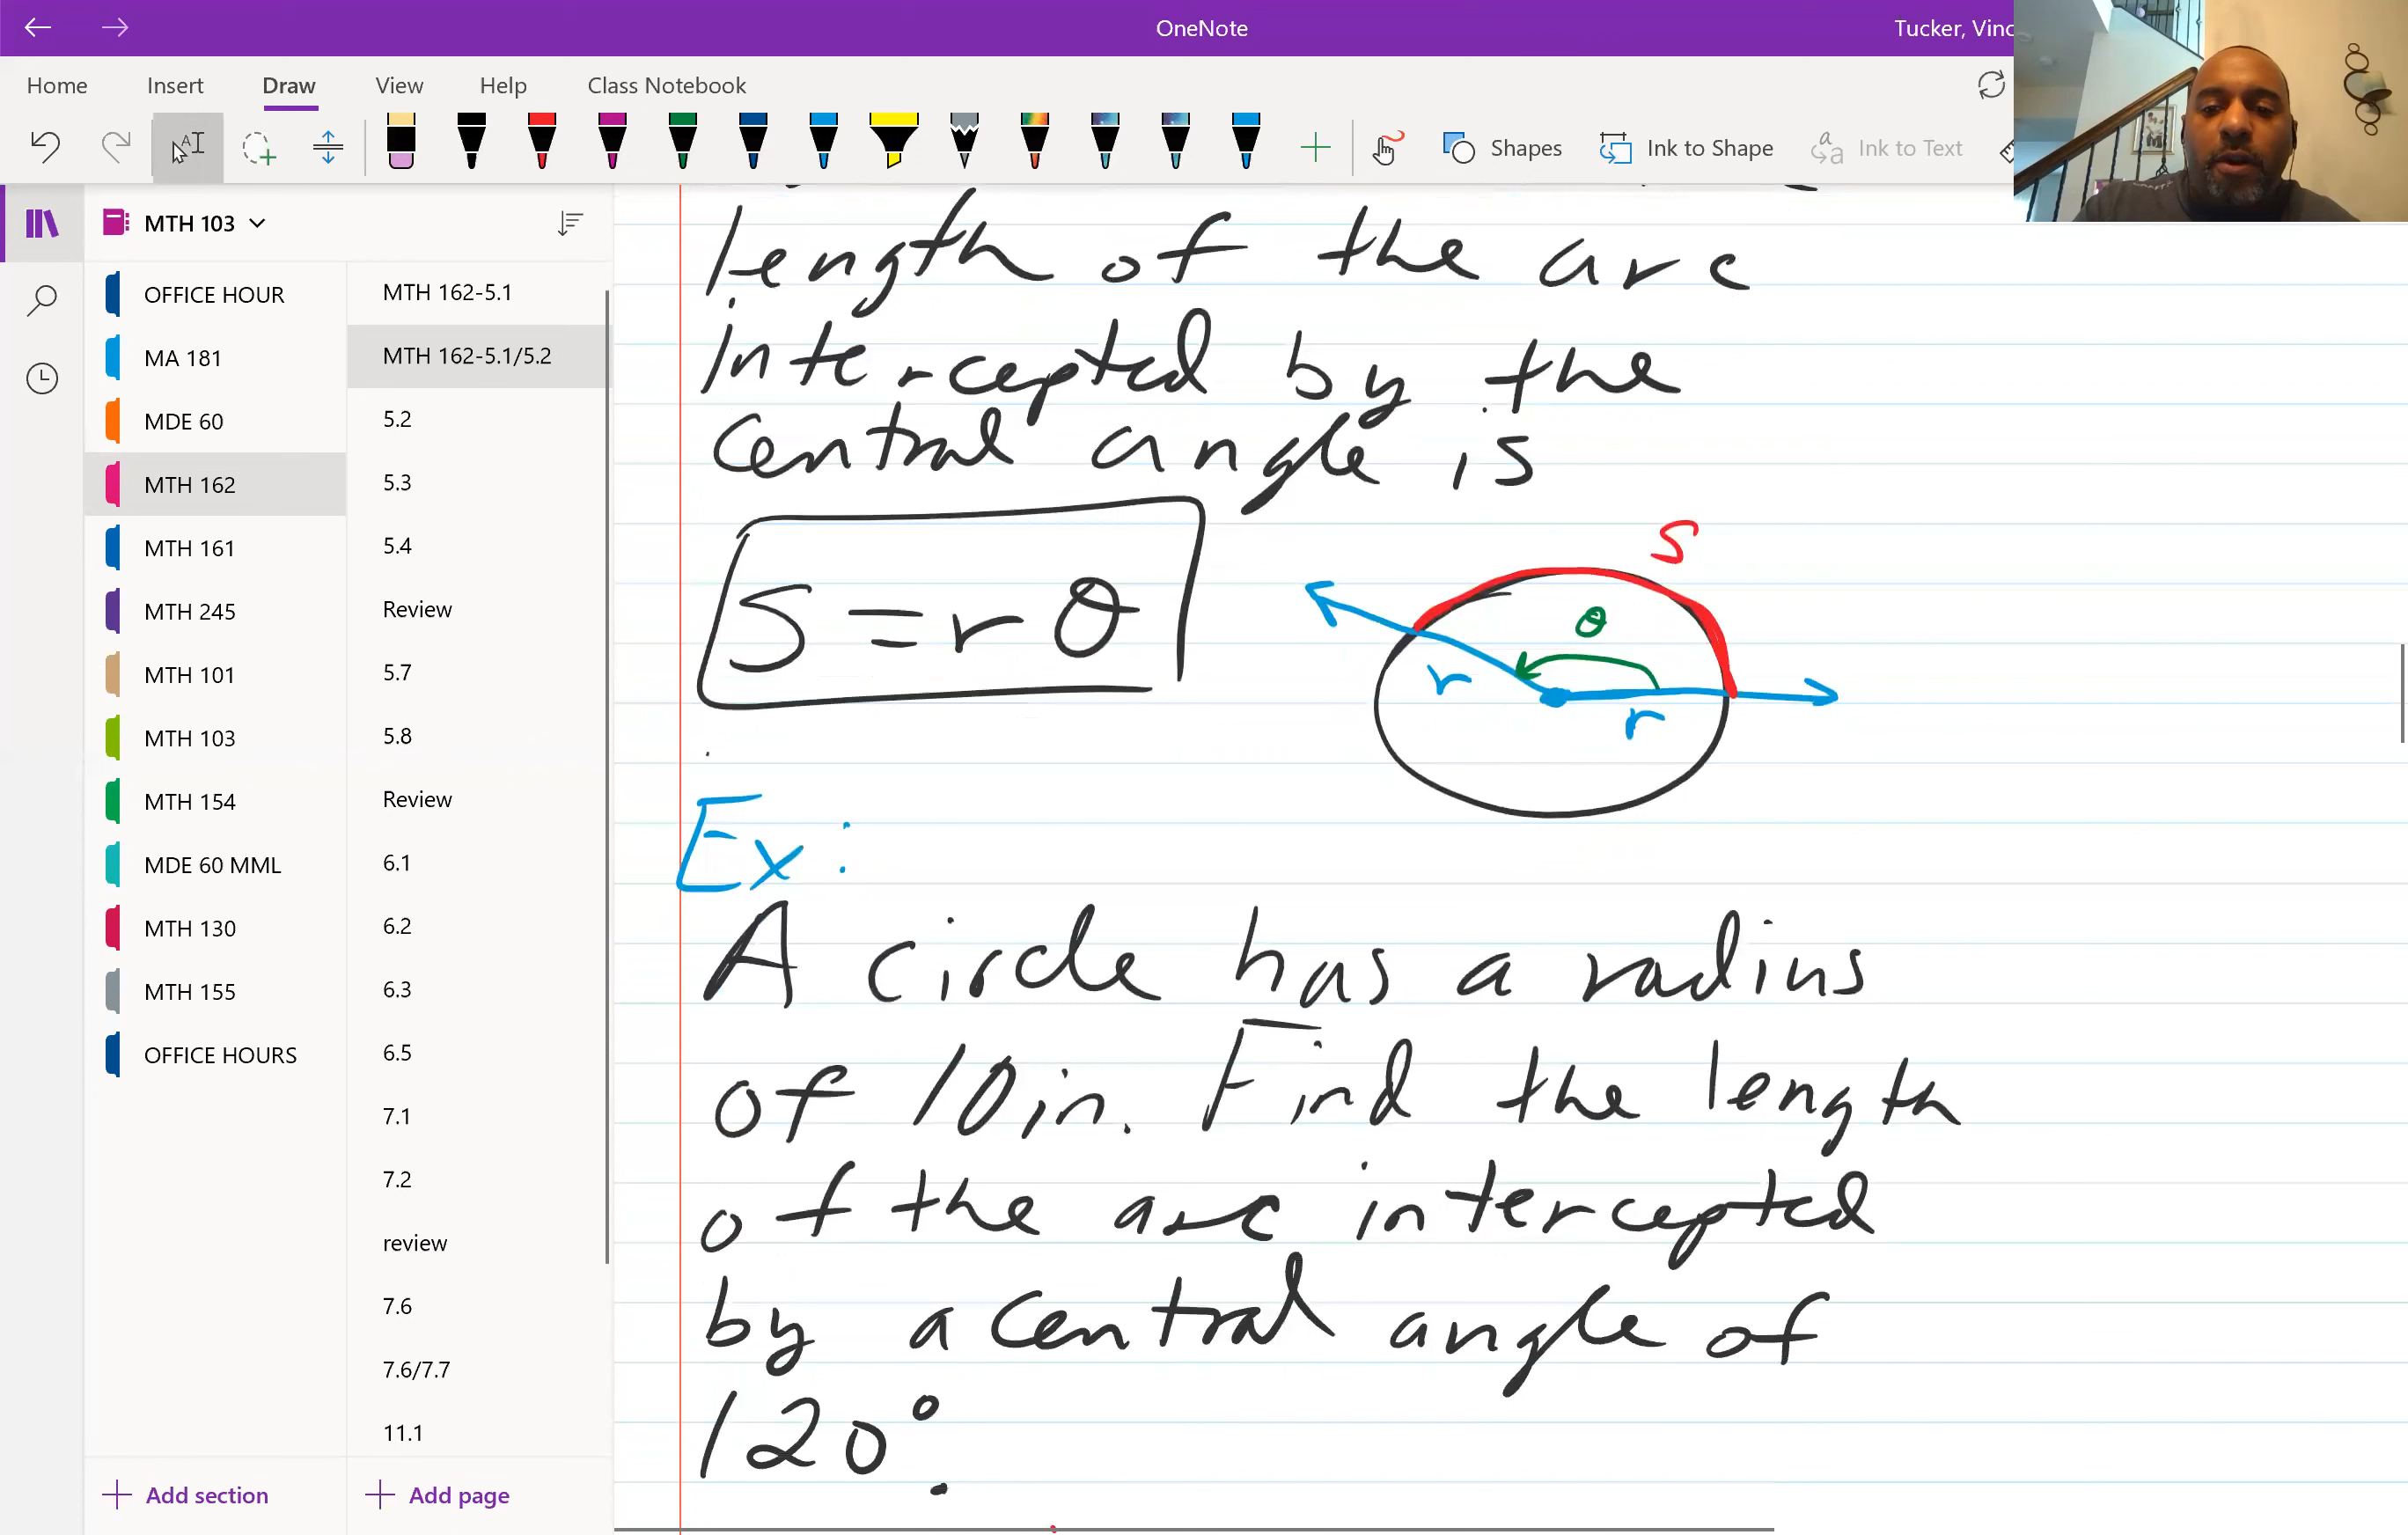 OneNote
Tucker, Vinc
Home
Insert
Draw
View
Help
Class Notebook
Shapes
Ink to Shape
Ink to Text
MTH 103
OFFICE HOUR
MA 181
MDE 60
MTH 162
MTH 161
MTH 245
MTH 101
MTH 103
MTH 154
MDE 60 MML
MTH 130
MTH 155
OFFICE HOURS
Add section
MTH 162-5.1
MTH 162-5.1/5.2
5.2
5.3
5.4
Review
5.7
5.8
Review
6.1
6.2
6.3
6.5
7.1
7.2
review
7.6
7.6/7.7
11.1
Add page
length of the arc
intercepted by the
central angle is
S = r θ
S
θ
r
r
Ex:
A circle has a radius
of 10 in. Find the length
of the arc intercepted
by a central angle of
120°.